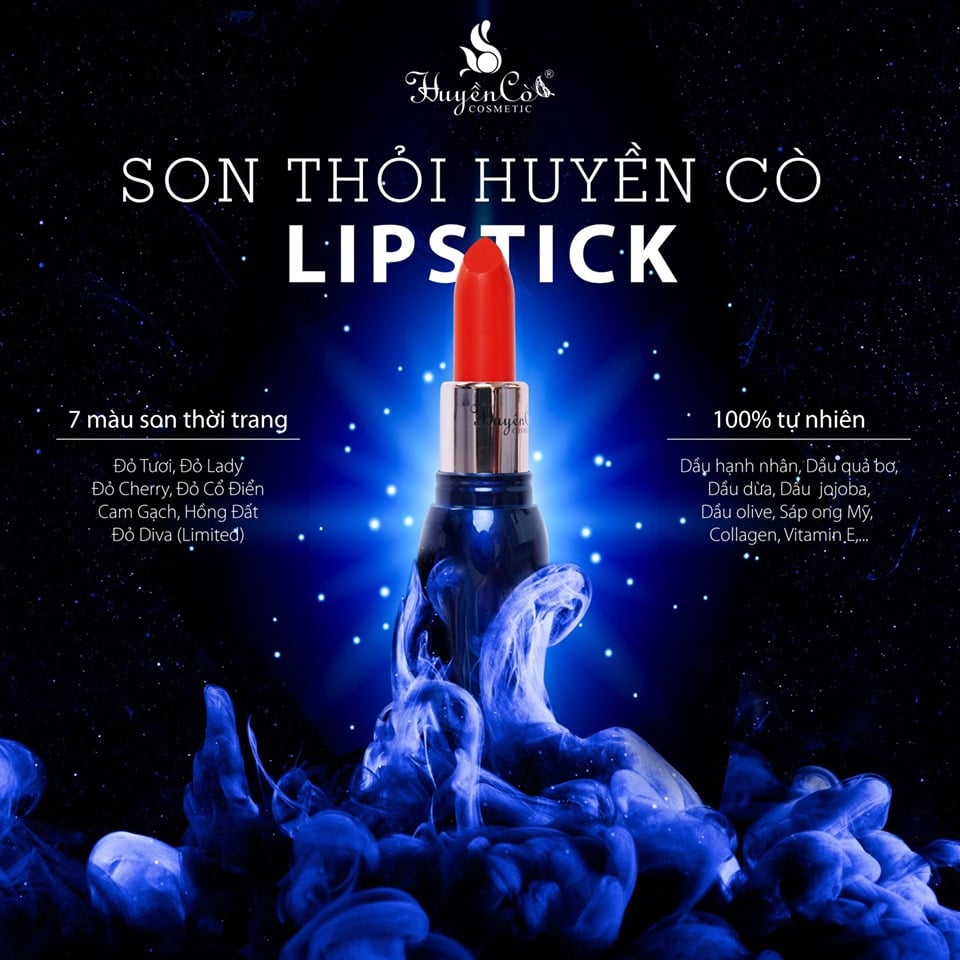 HuyềnCò®
COSMETIC
SON THỎI HUYỀN CÒ
LIPSTICK
7 màu son thời trang
Đỏ Tươi, Đỏ Lady
Đỏ Cherry, Đỏ Cổ Điển
Cam Gạch, Hồng Đất
Đỏ Diva (Limited)
100% tự nhiên
Dầu hạnh nhân, Dầu quả bơ,
Dầu dừa, Dầu jojoba,
Dầu olive, Sáp ong Mỹ,
Collagen, Vitamin E,...